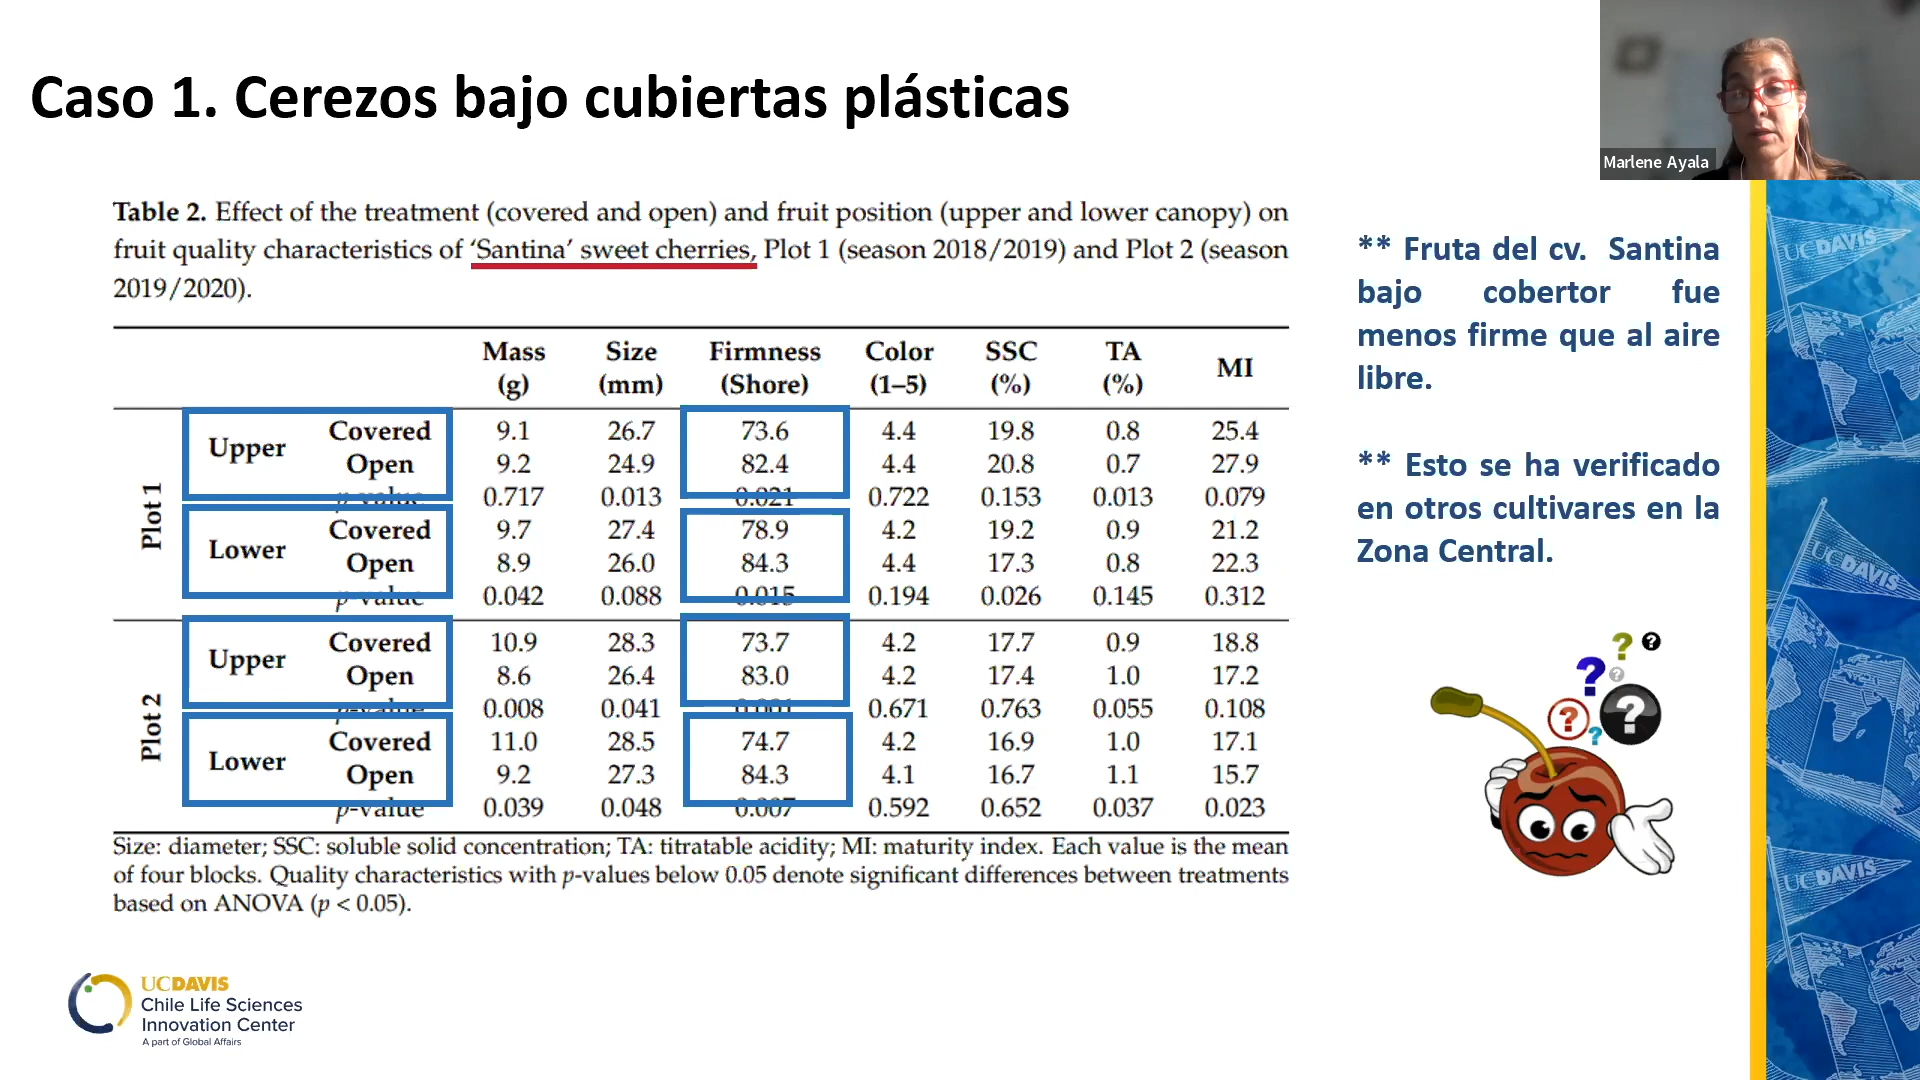 Caso 1. Cerezos bajo cubiertas plásticas
Marlene Ayala
Table 2. Effect of the treatment (covered and open) and fruit position (upper and lower canopy) on
fruit quality characteristics of ‘Santina’ sweet cherries, Plot 1 (season 2018/2019) and Plot 2 (season
2019/2020).
Mass (g) Size (mm) Firmness (Shore) Color (1–5) SSC (%) TA (%) MI
Plot 1
Upper
Covered 9.1 26.7 73.6 4.4 19.8 0.8 25.4
Open 9.2 24.9 82.4 4.4 20.8 0.7 27.9
p-value 0.717 0.013 0.021 0.722 0.153 0.013 0.079
Lower
Covered 9.7 27.4 78.9 4.2 19.2 0.9 21.2
Open 8.9 26.0 84.3 4.4 17.3 0.8 22.3
p-value 0.042 0.088 0.015 0.194 0.026 0.145 0.312
Plot 2
Upper
Covered 10.9 28.3 73.7 4.2 17.7 0.9 18.8
Open 8.6 26.4 83.0 4.2 17.4 1.0 17.2
p-value 0.008 0.041 0.001 0.671 0.763 0.055 0.108
Lower
Covered 11.0 28.5 74.7 4.2 16.9 1.0 17.1
Open 9.2 27.3 84.3 4.1 16.7 1.1 15.7
p-value 0.039 0.048 0.007 0.592 0.652 0.037 0.023
Size: diameter; SSC: soluble solid concentration; TA: titratable acidity; MI: maturity index. Each value is the mean
of four blocks. Quality characteristics with p-values below 0.05 denote significant differences between treatments
based on ANOVA (p < 0.05).
** Fruta del cv. Santina
bajo cobertor fue
menos firme que al aire
libre.
** Esto se ha verificado
en otros cultivares en la
Zona Central.
? ? ? ? ? ? ?
UC DAVIS
UC DAVIS
UC DAVIS
UCDAVIS
Chile Life Sciences
Innovation Center
A part of Global Affairs